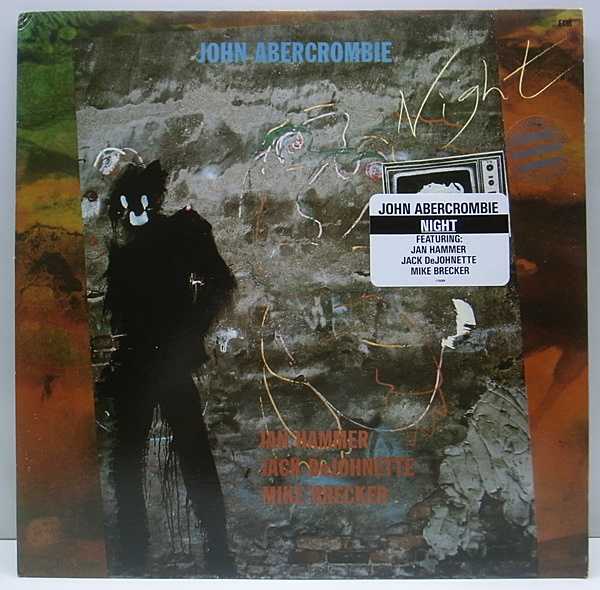 ECM
JOHN ABERCROMBIE
Night
JOHN ABERCROMBIE
NIGHT
FEATURING:
JAN HAMMER
JACK DeJOHNETTE
MIKE BRECKER
JAN HAMMER
JACK DeJOHNETTE
MIKE BRECKER